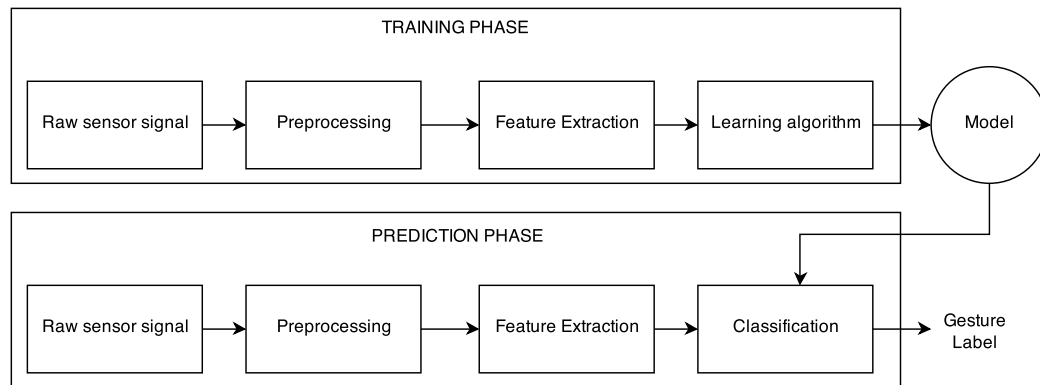 TRAINING PHASE
Raw sensor signal
Preprocessing
Feature Extraction
Learning algorithm
Model
PREDICTION PHASE
Raw sensor signal
Preprocessing
Feature Extraction
Classification
Gesture
Label